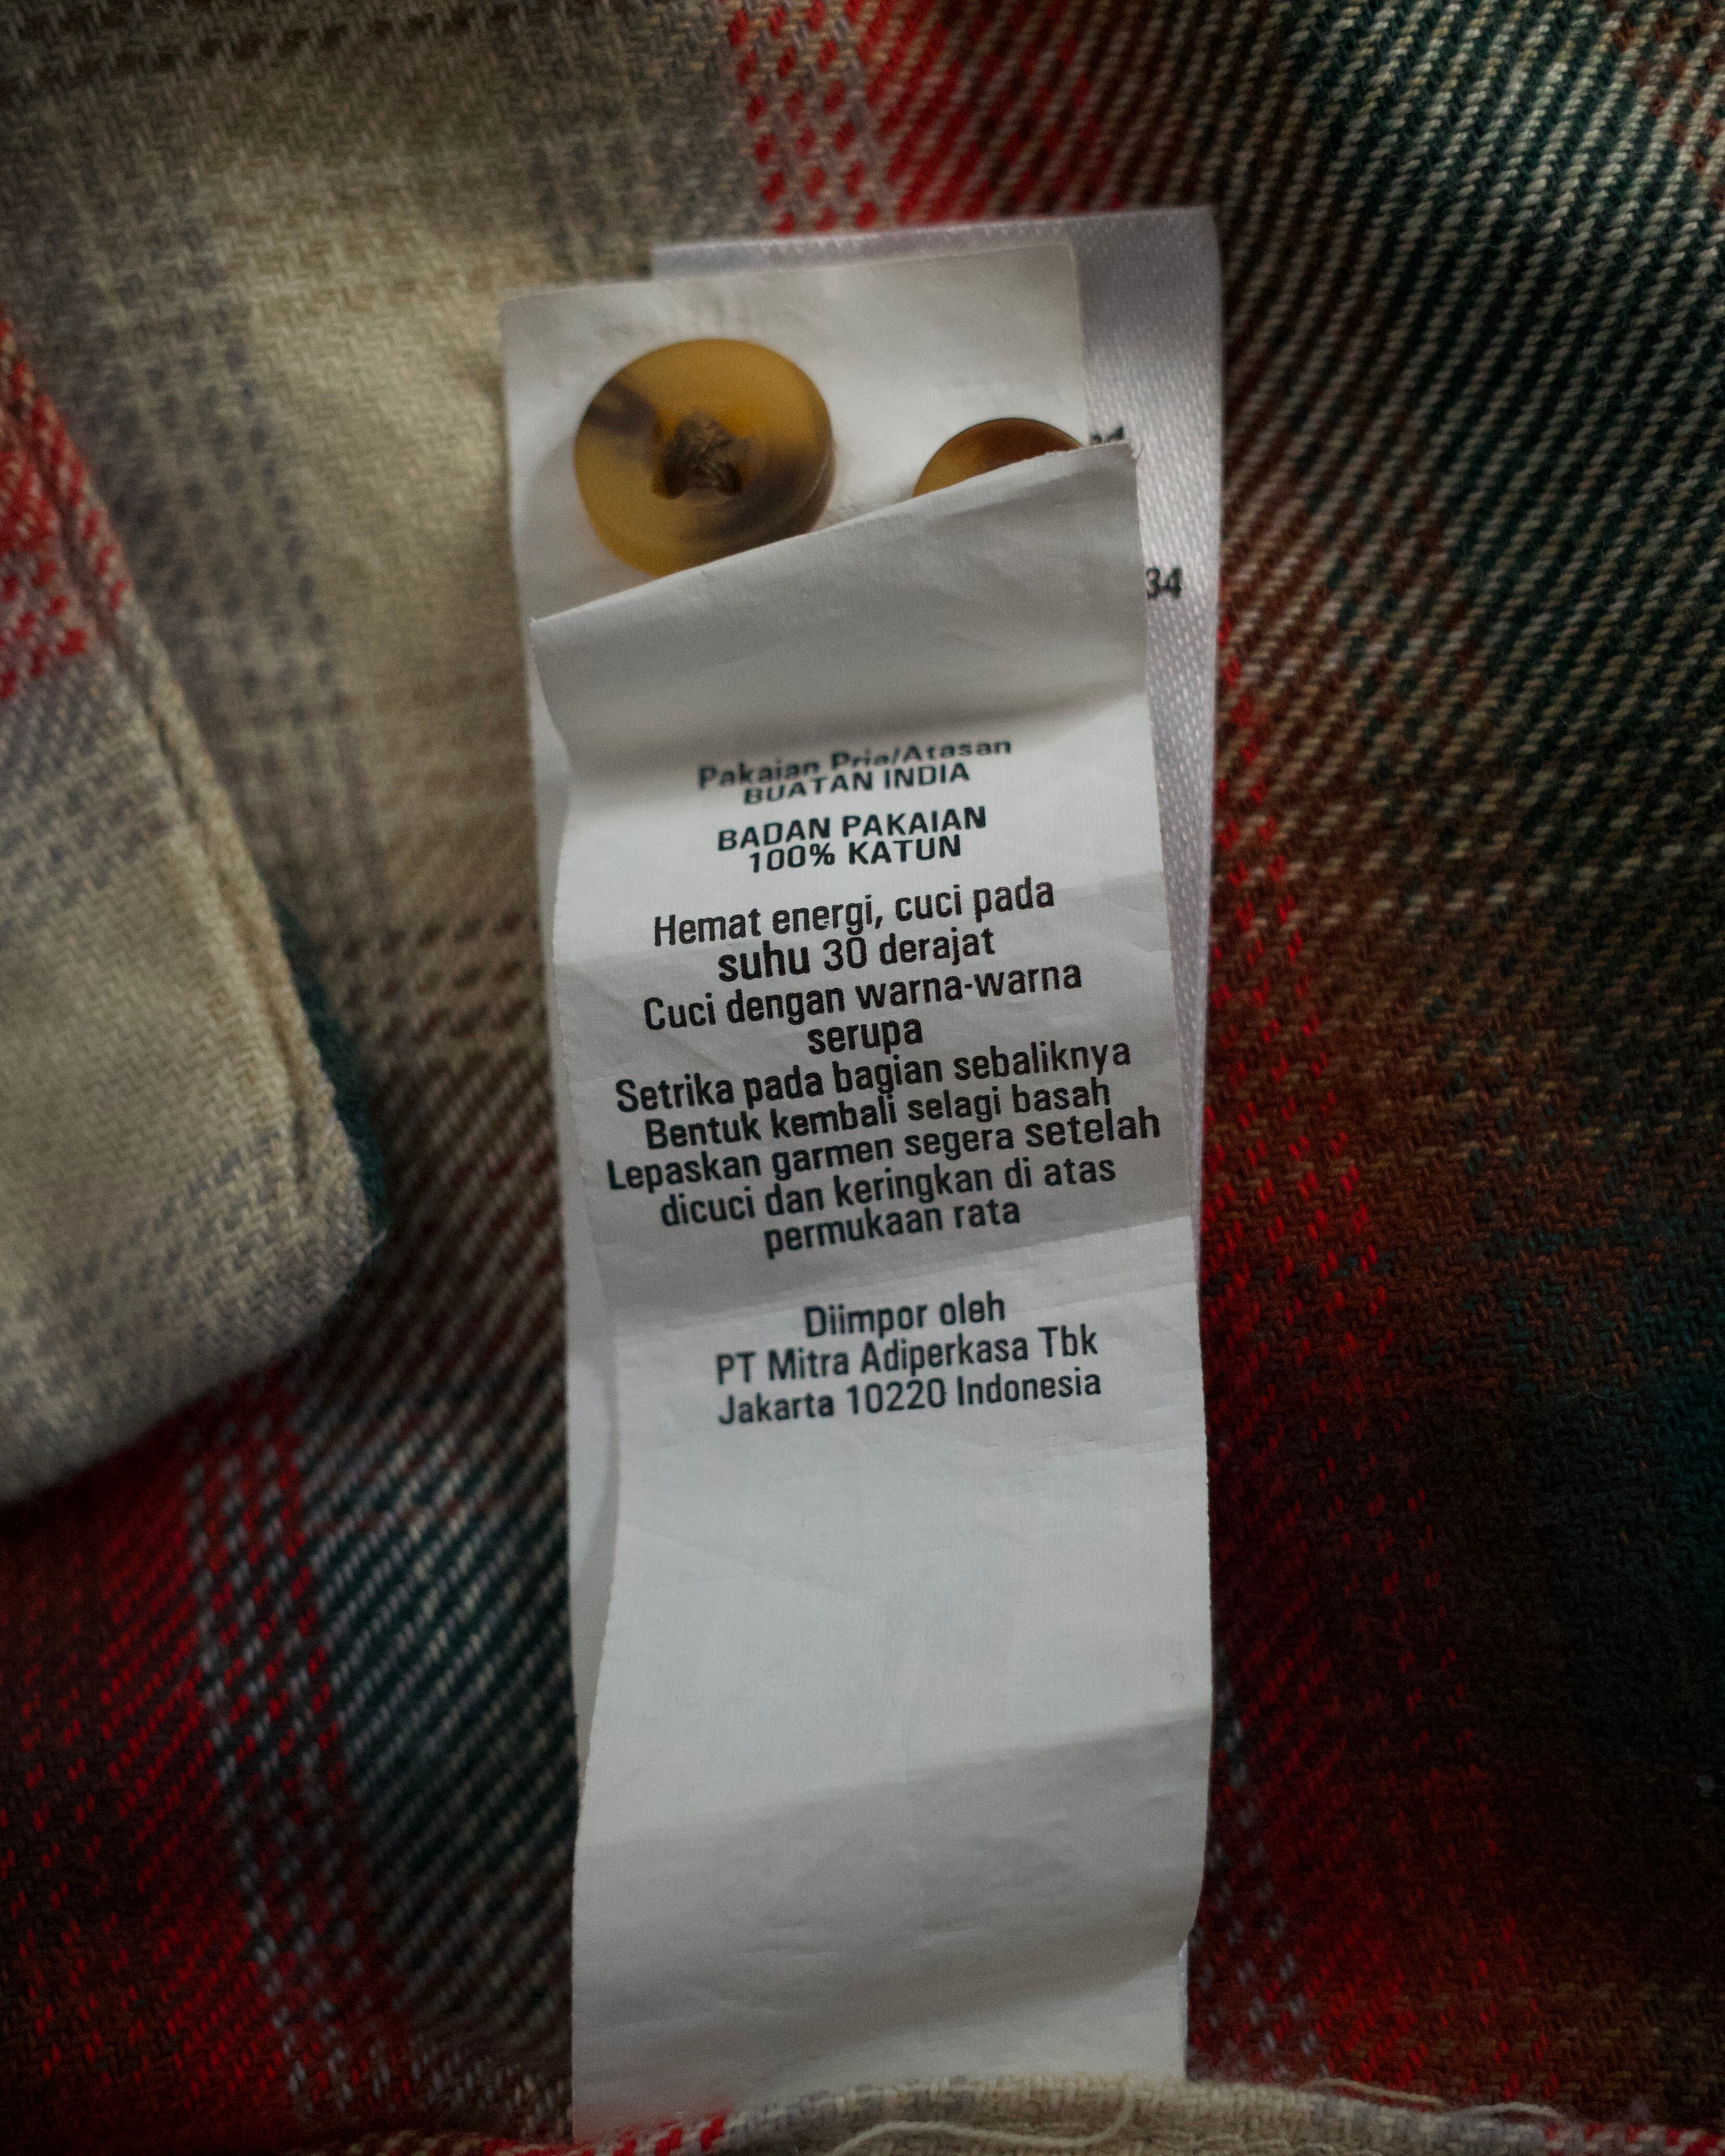 34
Pakaian Pria/Atasan
BUATAN INDIA
BADAN PAKAIAN
100% KATUN
Hemat energi, cuci pada
suhu 30 derajat
Cuci dengan warna-warna
serupa
Setrika pada bagian sebaliknya
Bentuk kembali selagi basah
Lepaskan garmen segera setelah
dicuci dan keringkan di atas
permukaan rata
Diimpor oleh
PT Mitra Adiperkasa Tbk
Jakarta 10220 Indonesia